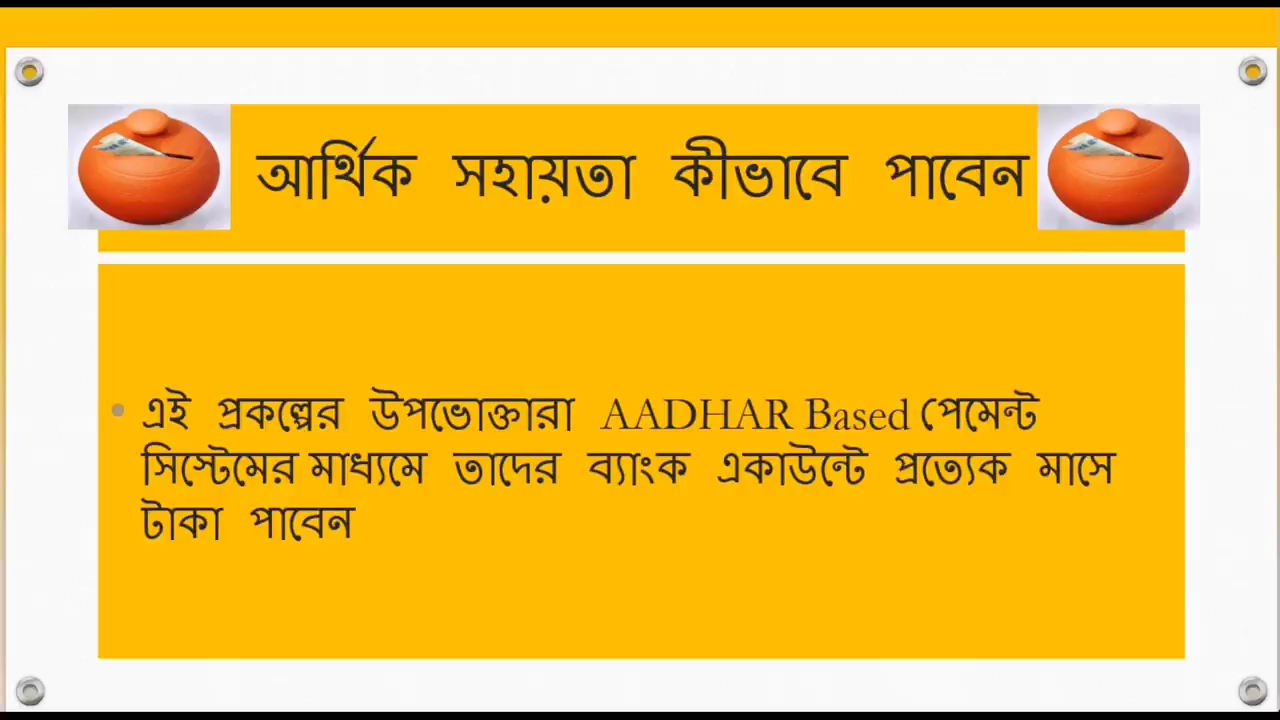 আর্থিক সহায়তা কীভাবে পাবেন
এই প্রকল্পের উপভোক্তারা AADHAR Based পেমেন্ট
সিস্টেমের মাধ্যমে তাদের ব্যাংক একাউন্টে প্রত্যেক মাসে
টাকা পাবেন